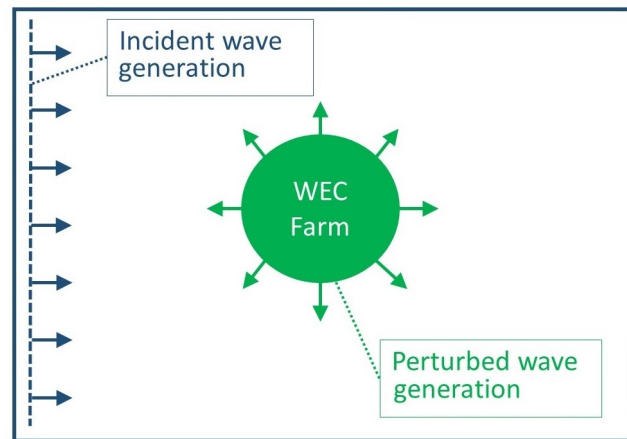 Incident wave
generation
WEC
Farm
Perturbed wave
generation